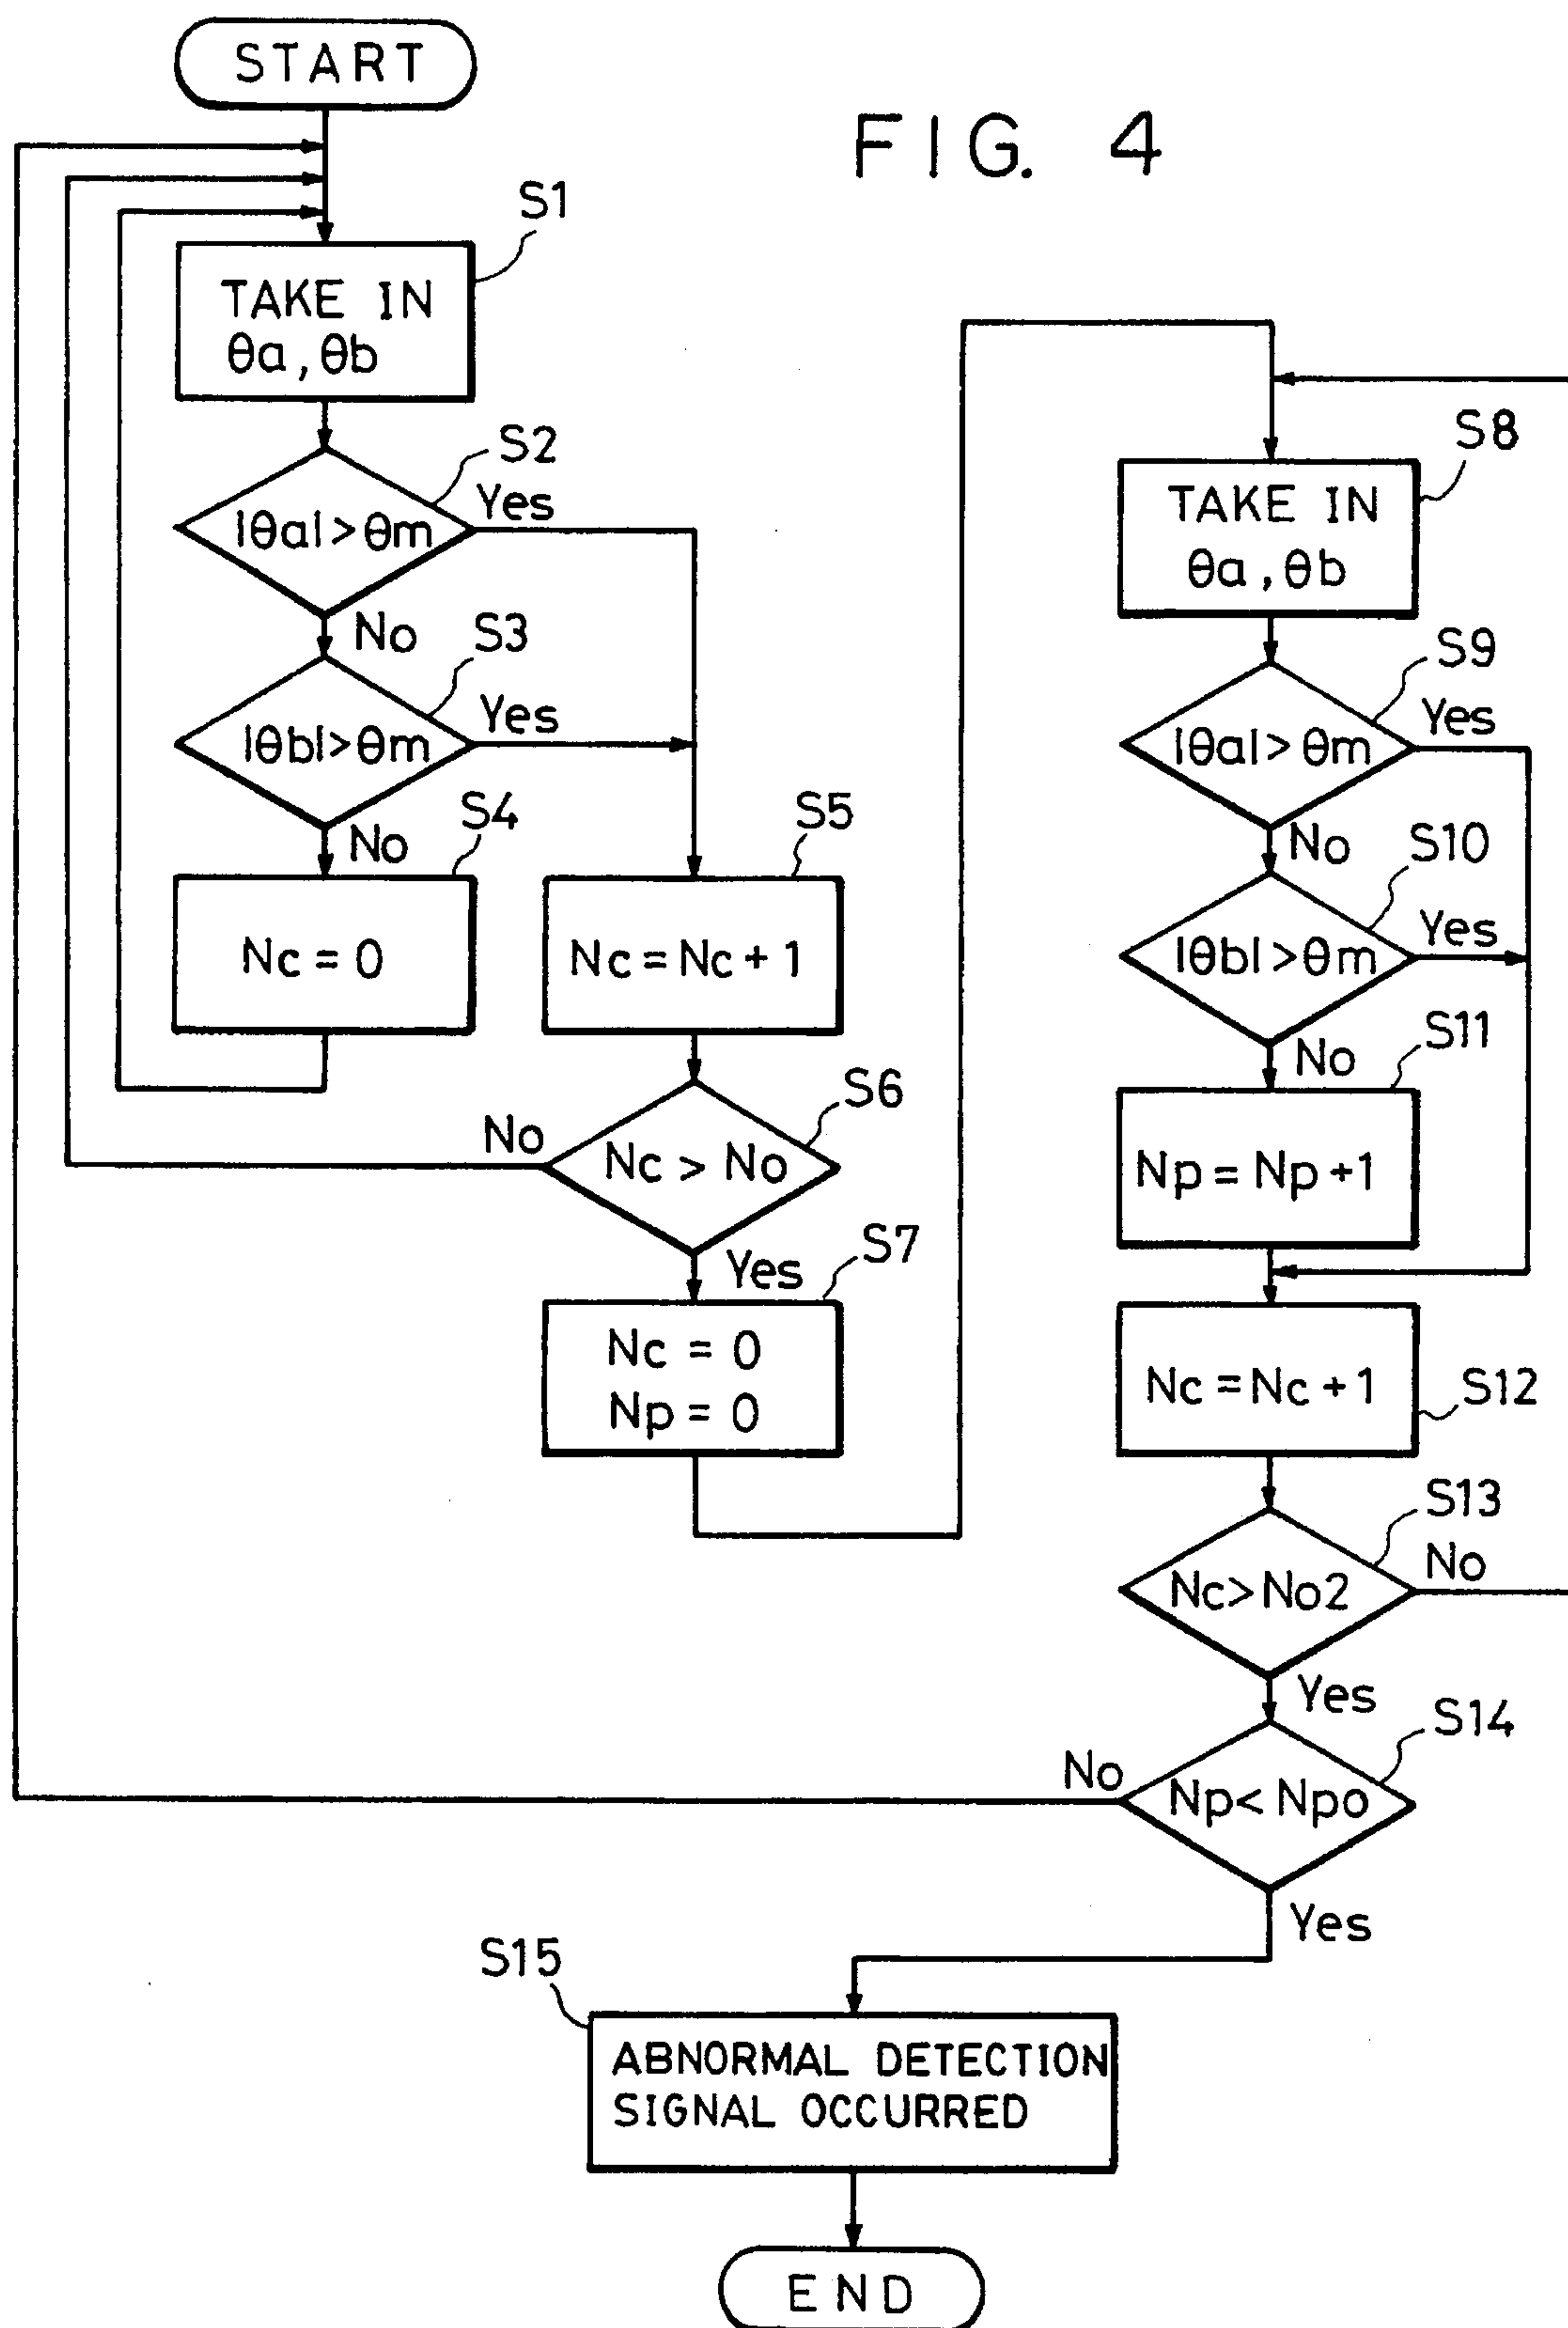 START
FIG. 4
S1
TAKE IN
θa, θb
S2
|θa| > θm
Yes
No
S3
|θb| > θm
Yes
No
S4
Nc = 0
S5
Nc = Nc + 1
S6
Nc > No
No
Yes
S7
Nc = 0
Np = 0
S8
TAKE IN
θa, θb
S9
|θa| > θm
Yes
No
S10
|θb| > θm
Yes
No
S11
Np = Np + 1
Nc = Nc + 1
S12
S13
Nc > No2
No
Yes
S14
Np < Npo
No
Yes
S15
ABNORMAL DETECTION
SIGNAL OCCURRED
END